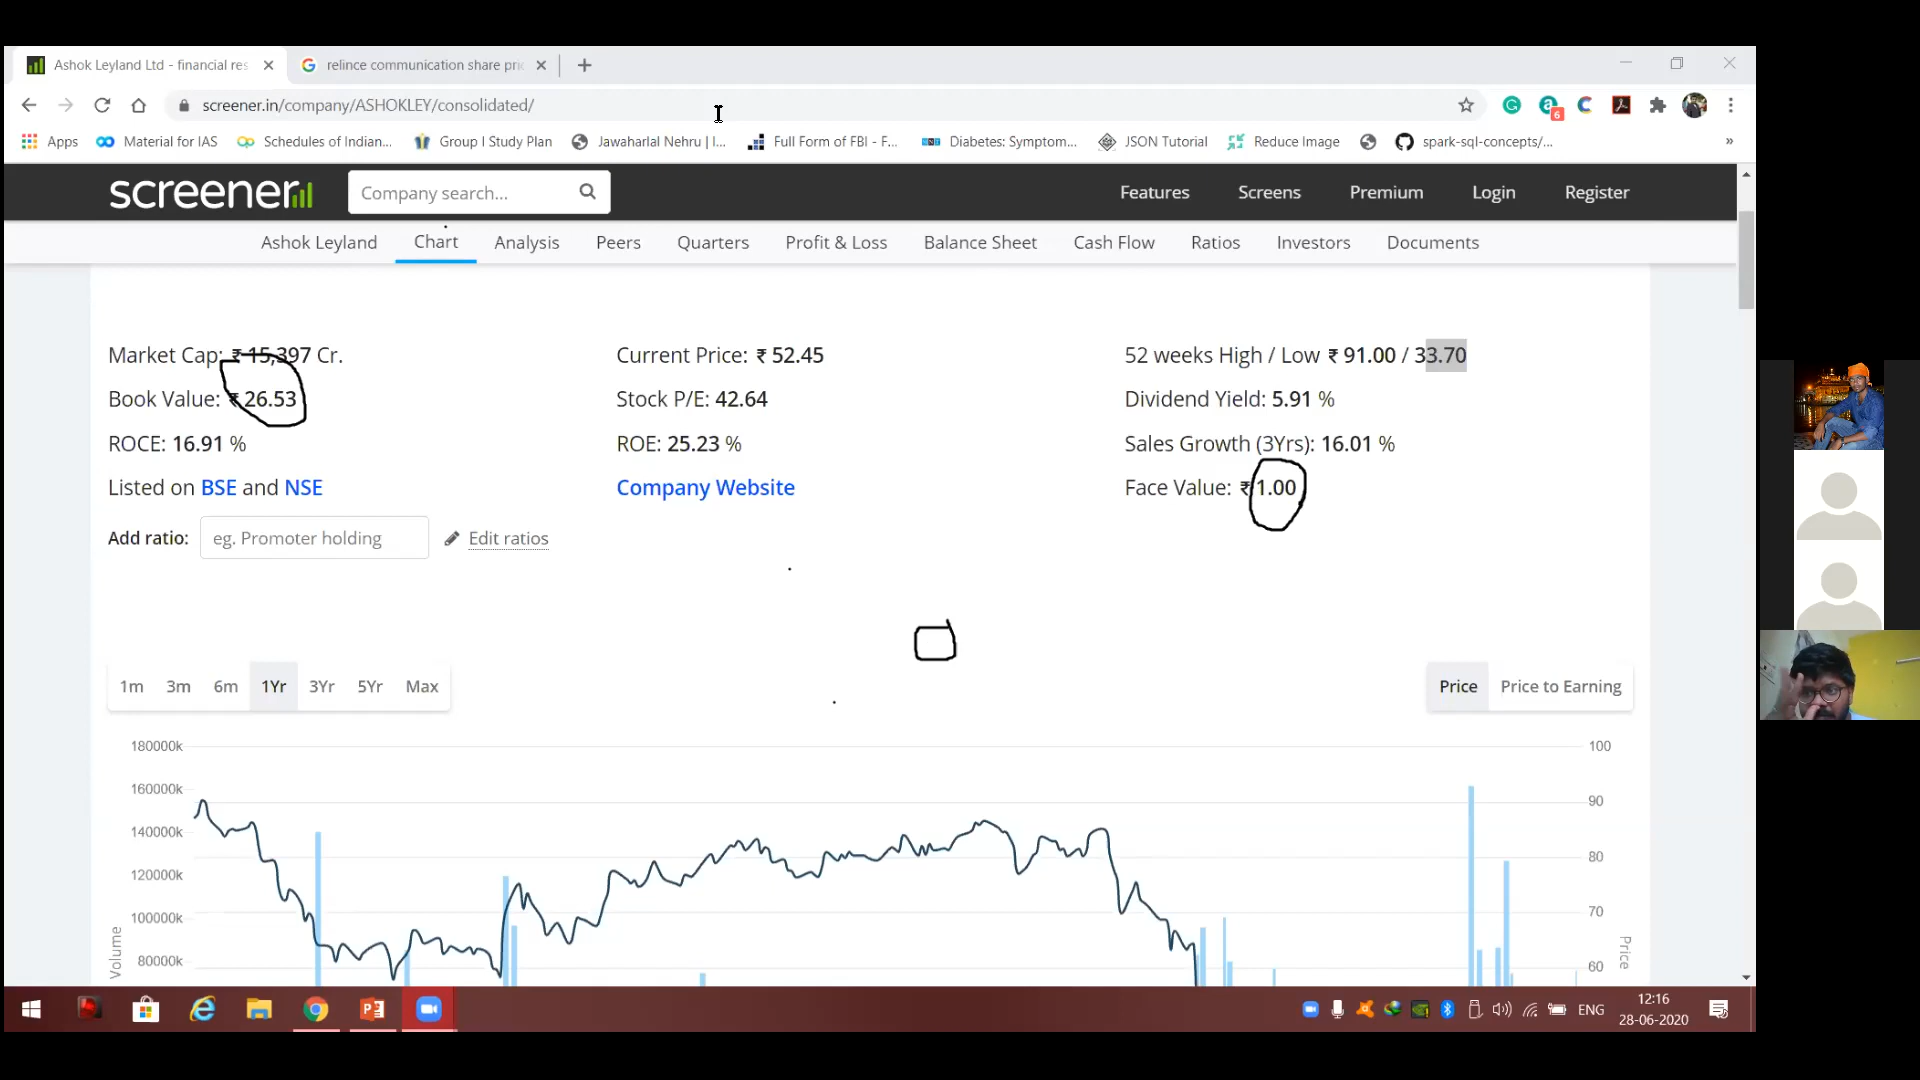 Ashok Leyland Ltd - financial res
relince communication share pric
screener.in/company/ASHOKLEY/consolidated/
6
Apps Material for IAS Schedules of Indian... Group I Study Plan Jawaharlal Nehru | I... Full Form of FBI - F... Diabetes: Symptom... JSON Tutorial Reduce Image spark-sql-concepts/... »
screener Company search... Features Screens Premium Login Register
Ashok Leyland Chart Analysis Peers Quarters Profit & Loss Balance Sheet Cash Flow Ratios Investors Documents
Market Cap: ₹ 15,397 Cr. Current Price: ₹ 52.45 52 weeks High / Low ₹ 91.00 / 33.70
Book Value: ₹ 26.53 Stock P/E: 42.64 Dividend Yield: 5.91 %
ROCE: 16.91 % ROE: 25.23 % Sales Growth (3Yrs): 16.01 %
Listed on BSE and NSE Company Website Face Value: ₹ 1.00
Add ratio: eg. Promoter holding Edit ratios
1m 3m 6m 1Yr 3Yr 5Yr Max Price Price to Earning
180000k 100
160000k 90
140000k
120000k 80
100000k 70
80000k 60
Volume
Price
ENG 12:16
28-06-2020